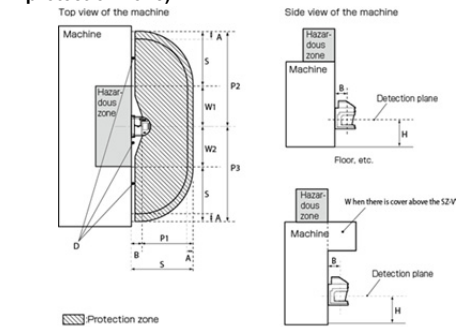 Top view of the machine
Machine
Hazar-
dous
zone
A
S
W1
W2
S
A
P2
P3
D
P1
B
A
S
:Protection zone
Side view of the machine
Hazar-
dous
zone
Machine
B
Detection plane
H
Floor, etc.
Hazar-
dous
zone
When there is cover above the SZ-V
Machine
B
Detection plane
H